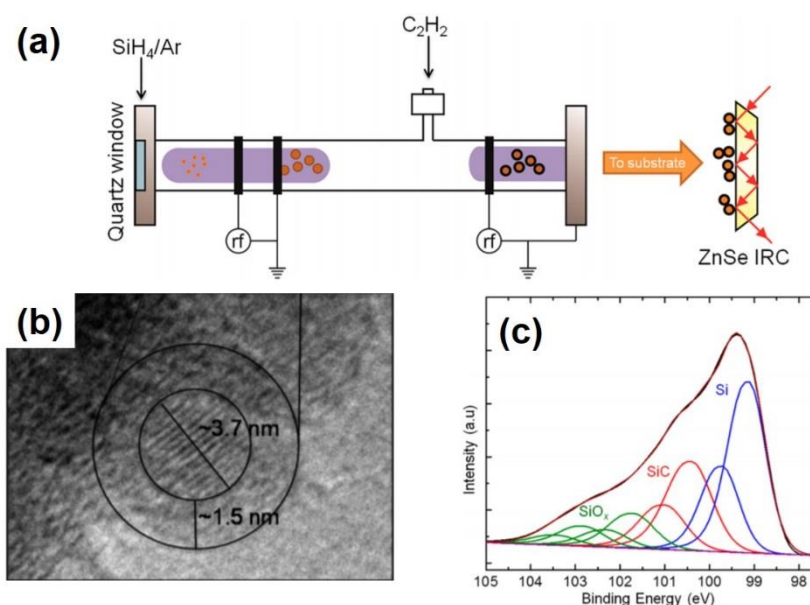 (a)
SiH4/Ar
C2H2
Quartz window
rf
rf
To substrate
ZnSe IRC
(b)
~3.7 nm
~1.5 nm
(c)
Intensity (a.u)
Si
SiC
SiOx
105 104 103 102 101 100 99 98
Binding Energy (eV)